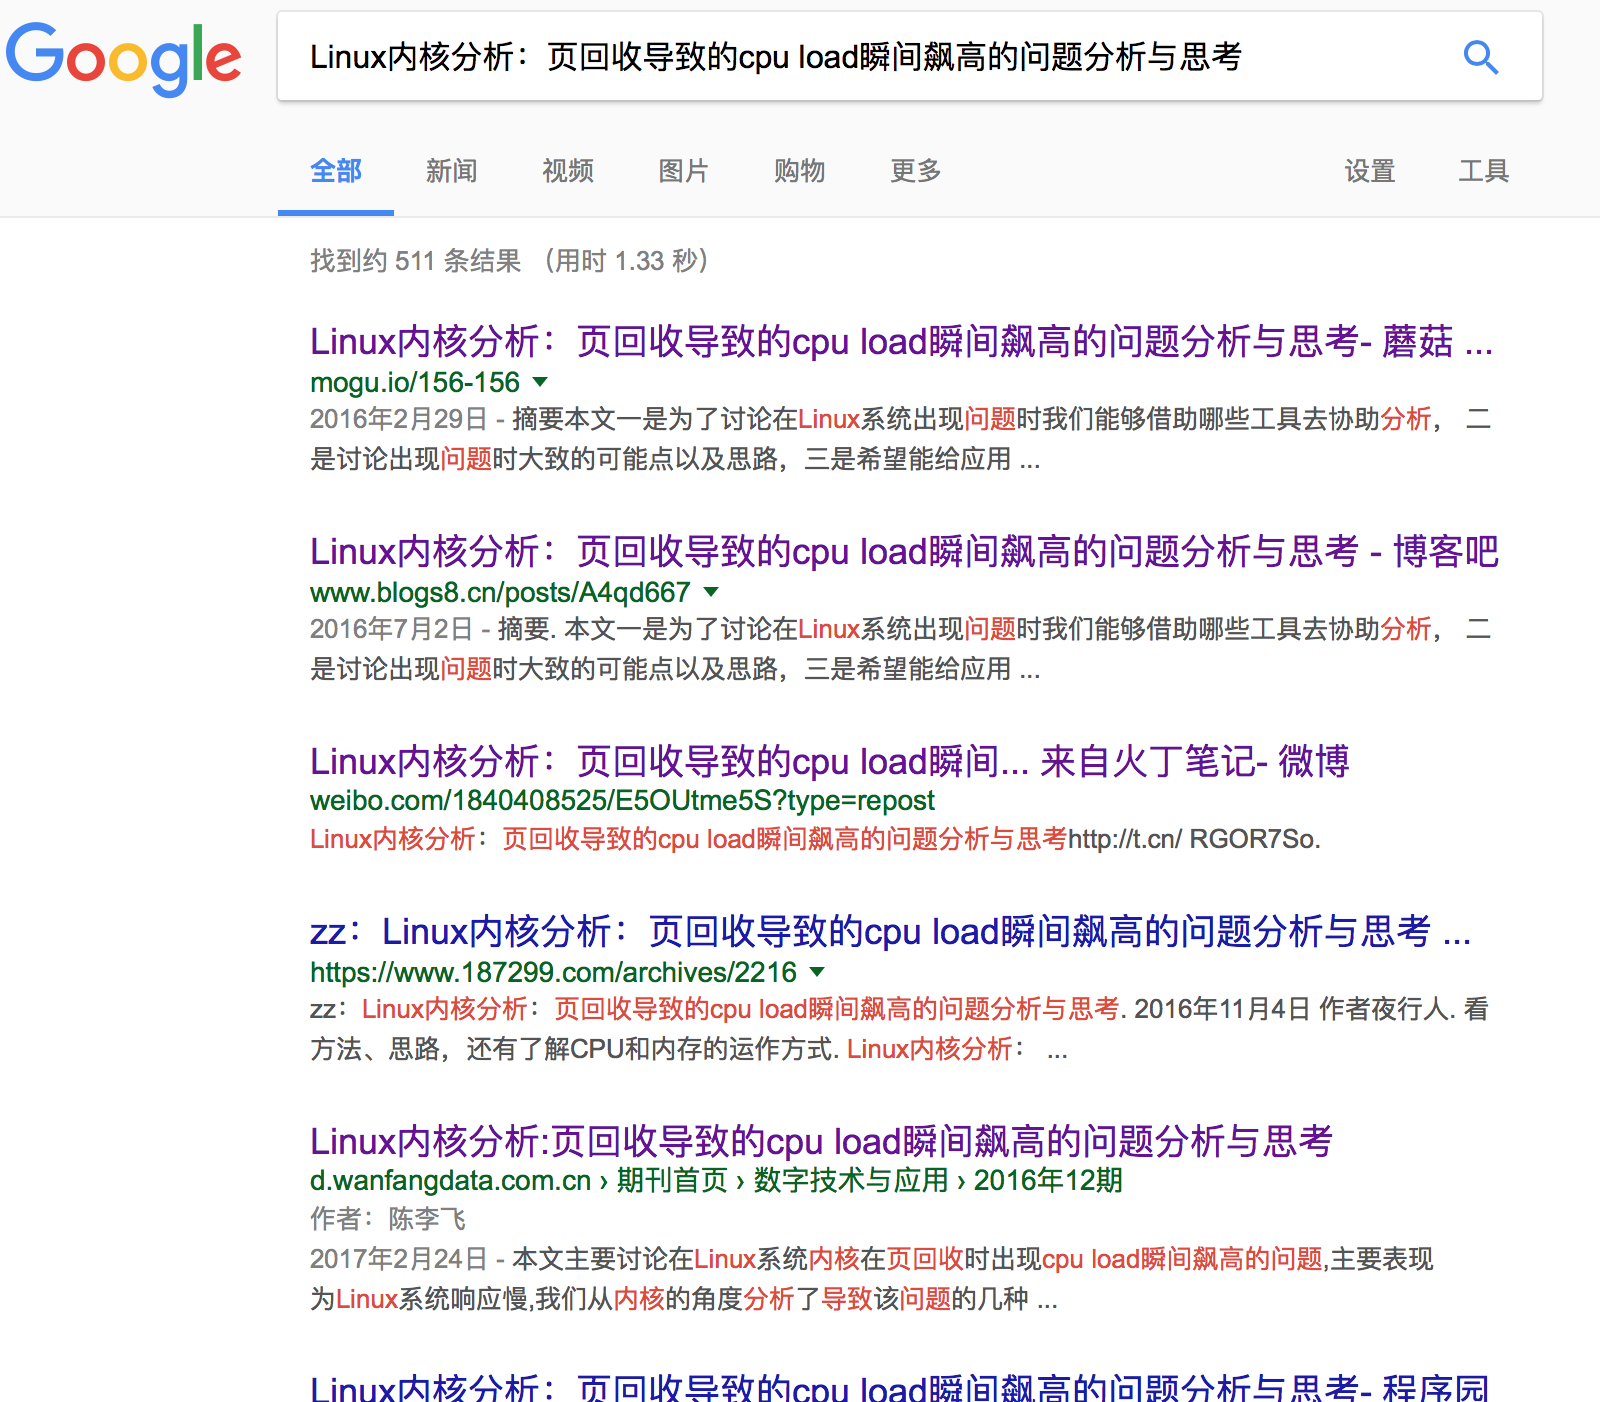 Google
Linux内核分析：页回收导致的cpu load瞬间飙高的问题分析与思考
全部 新闻 视频 图片 购物 更多 设置 工具
找到约 511 条结果 （用时 1.33 秒）
Linux内核分析：页回收导致的cpu load瞬间飙高的问题分析与思考- 蘑菇 ...
mogu.io/156-156
2016年2月29日 - 摘要本文一是为了讨论在Linux系统出现问题时我们能够借助哪些工具去协助分析， 二
是讨论出现问题时大致的可能点以及思路，三是希望能给应用 ...
Linux内核分析：页回收导致的cpu load瞬间飙高的问题分析与思考 - 博客吧
www.blogs8.cn/posts/A4qd667
2016年7月2日 - 摘要. 本文一是为了讨论在Linux系统出现问题时我们能够借助哪些工具去协助分析， 二
是讨论出现问题时大致的可能点以及思路，三是希望能给应用 ...
Linux内核分析：页回收导致的cpu load瞬间... 来自火丁笔记- 微博
weibo.com/1840408525/E5OUtme5S?type=repost
Linux内核分析：页回收导致的cpu load瞬间飙高的问题分析与思考http://t.cn/ RGOR7So.
zz：Linux内核分析：页回收导致的cpu load瞬间飙高的问题分析与思考 ...
https://www.187299.com/archives/2216
zz：Linux内核分析：页回收导致的cpu load瞬间飙高的问题分析与思考. 2016年11月4日 作者夜行人. 看
方法、思路，还有了解CPU和内存的运作方式. Linux内核分析： ...
Linux内核分析:页回收导致的cpu load瞬间飙高的问题分析与思考
d.wanfangdata.com.cn › 期刊首页 › 数字技术与应用 › 2016年12期
作者：陈李飞
2017年2月24日 - 本文主要讨论在Linux系统内核在页回收时出现cpu load瞬间飙高的问题,主要表现
为Linux系统响应慢,我们从内核的角度分析了导致该问题的几种 ...
Linux内核分析：页回收导致的cpu load瞬间飙高的问题分析与思考- 程序园